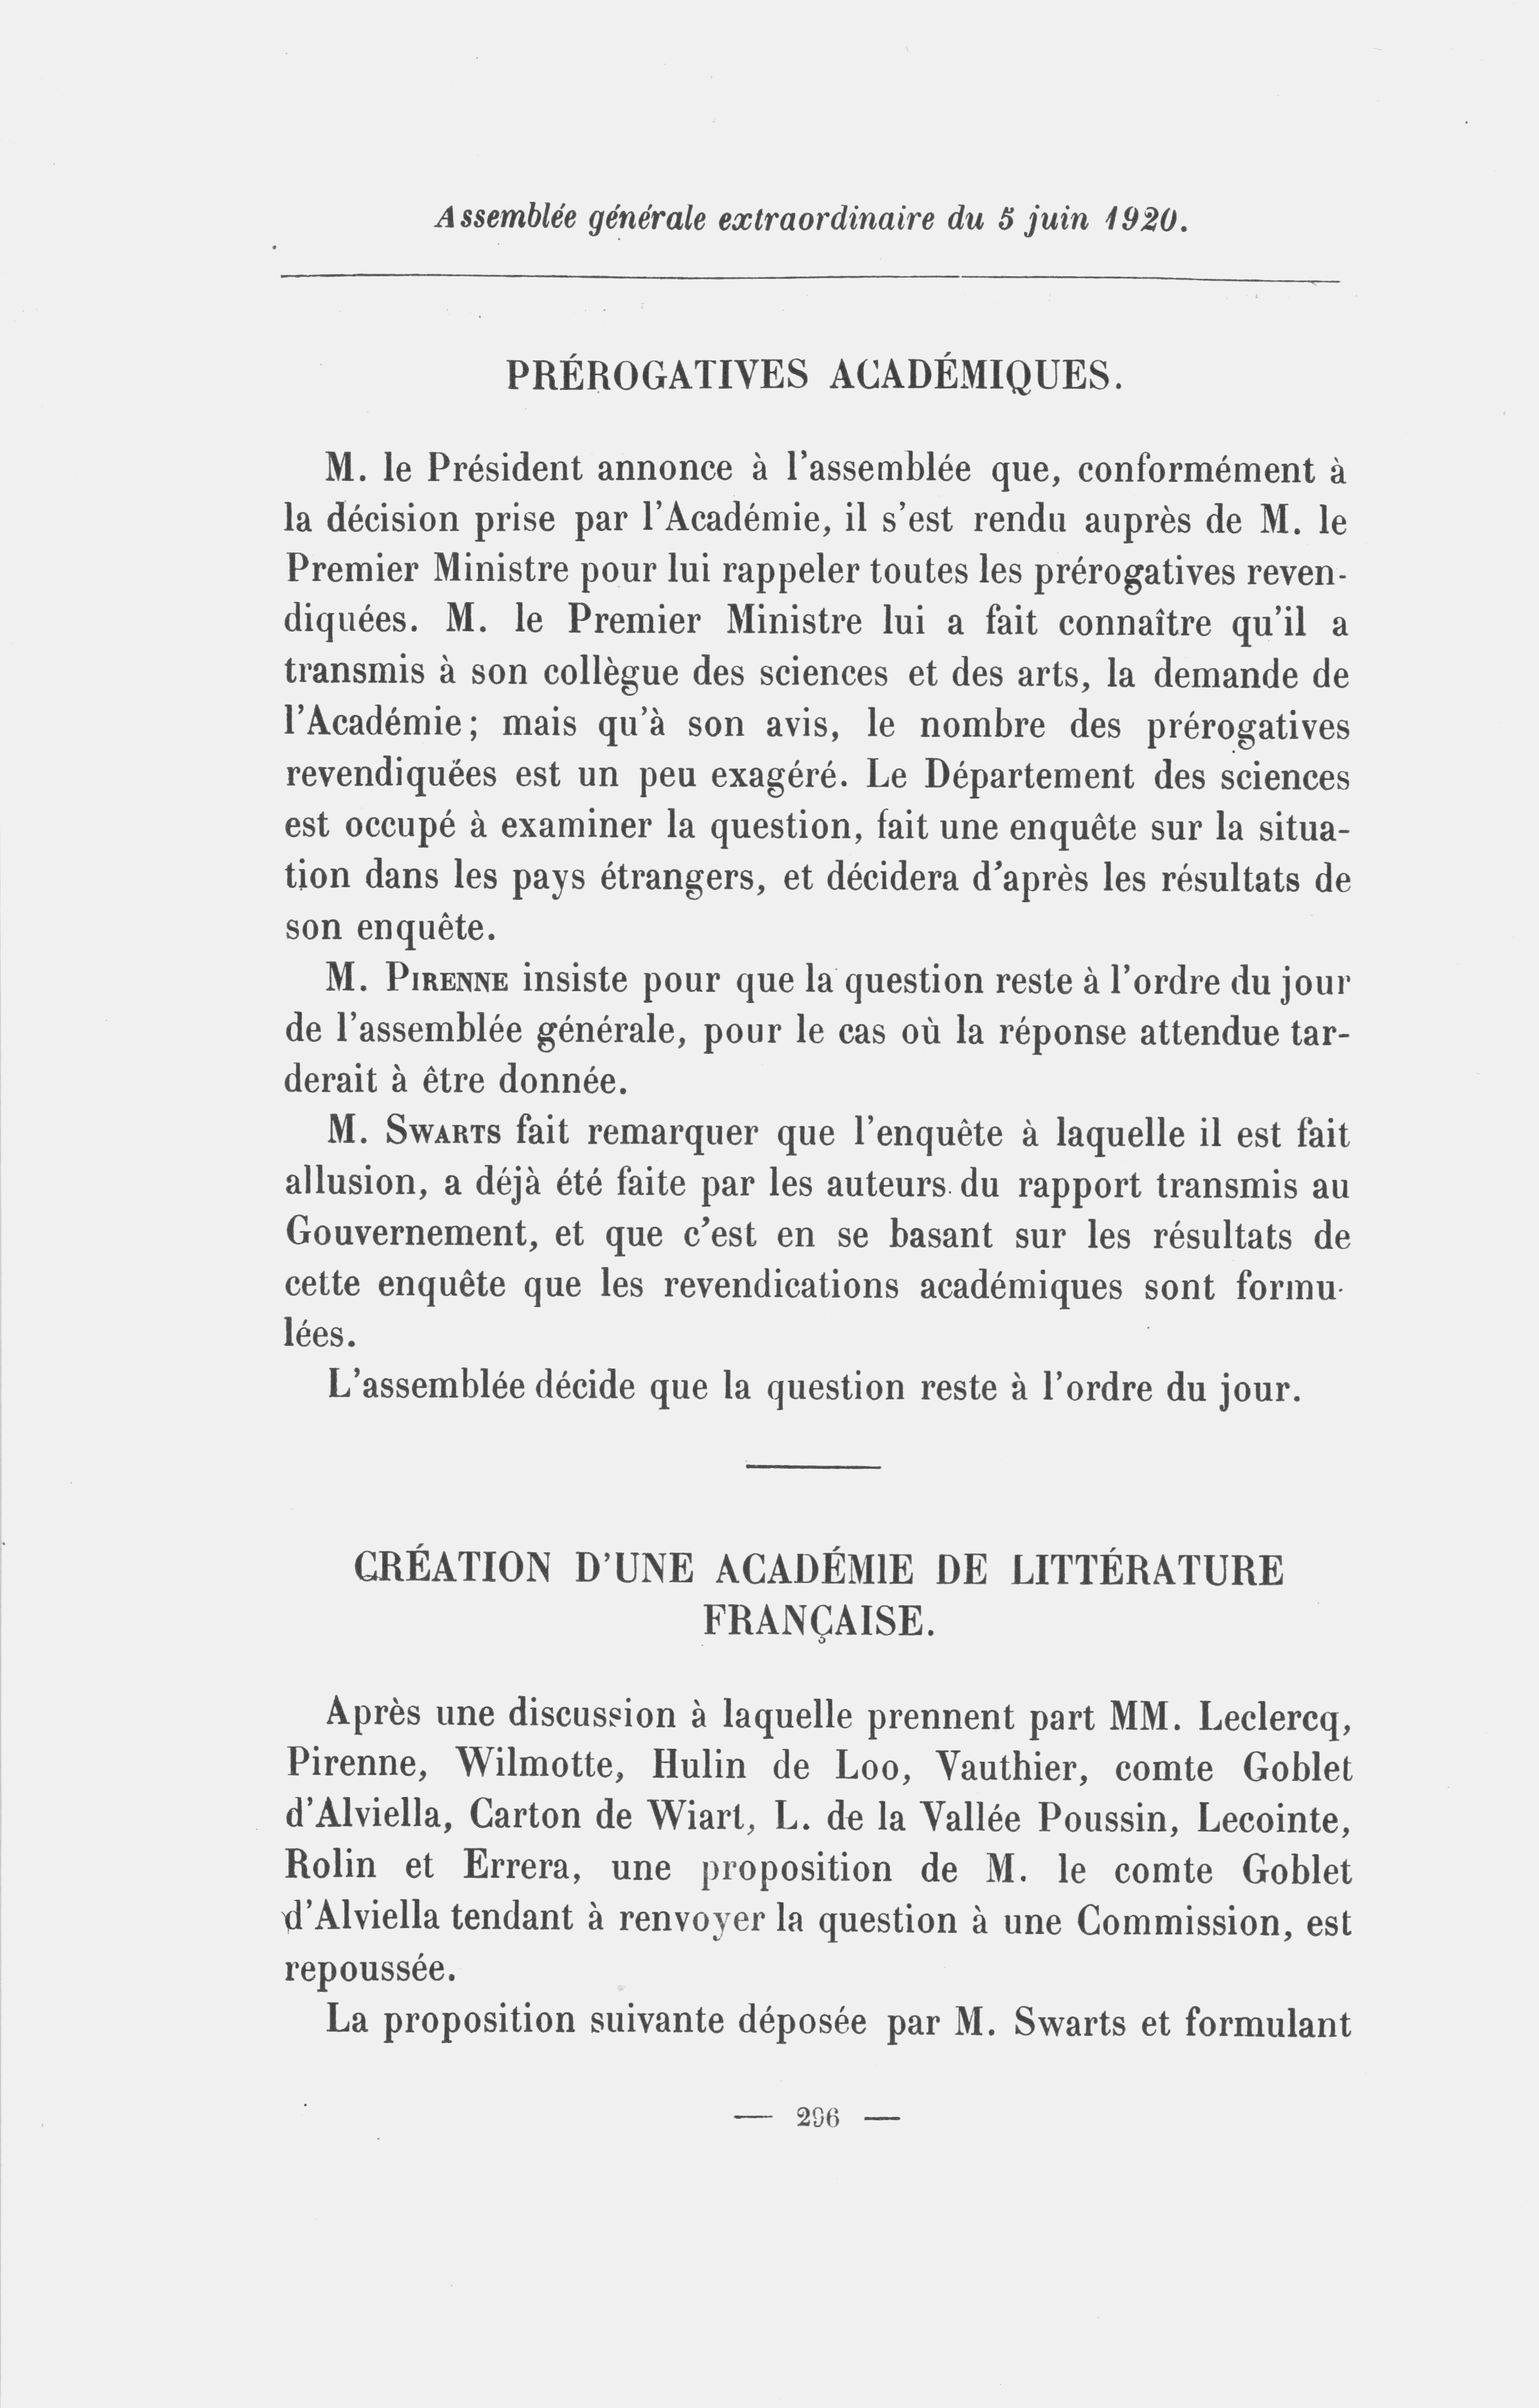 Assemblée générale extraordinaire du 5 juin 1920.
PRÉROGATIVES ACADÉMIQUES.
M. le Président annonce à l'assemblée que, conformément à
la décision prise par l'Académie, il s'est rendu auprès de M. le
Premier Ministre pour lui rappeler toutes les prérogatives reven-
diquées. M. le Premier Ministre lui a fait connaître qu'il a
transmis à son collègue des sciences et des arts, la demande de
l'Académie; mais qu'à son avis, le nombre des prérogatives
revendiquées est un peu exagéré. Le Département des sciences
est occupé à examiner la question, fait une enquête sur la situa-
tion dans les pays étrangers, et décidera d'après les résultats de
son enquête.
M. PIRENNE insiste pour que la question reste à l'ordre du jour
de l'assemblée générale, pour le cas où la réponse attendue tar-
derait à être donnée.
M. SWARTS fait remarquer que l'enquête à laquelle il est fait
allusion, a déjà été faite par les auteurs du rapport transmis au
Gouvernement, et que c'est en se basant sur les résultats de
cette enquête que les revendications académiques sont formu-
lées.
L'assemblée décide que la question reste à l'ordre du jour.
CRÉATION D'UNE ACADÉMIE DE LITTÉRATURE
FRANÇAISE.
Après une discussion à laquelle prennent part MM. Leclercq,
Pirenne, Wilmotte, Hulin de Loo, Vauthier, comte Goblet
d'Alviella, Carton de Wiart, L. de la Vallée Poussin, Lecointe,
Rolin et Errera, une proposition de M. le comte Goblet
d'Alviella tendant à renvoyer la question à une Commission, est
repoussée.
La proposition suivante déposée par M. Swarts et formulant
— 296 —